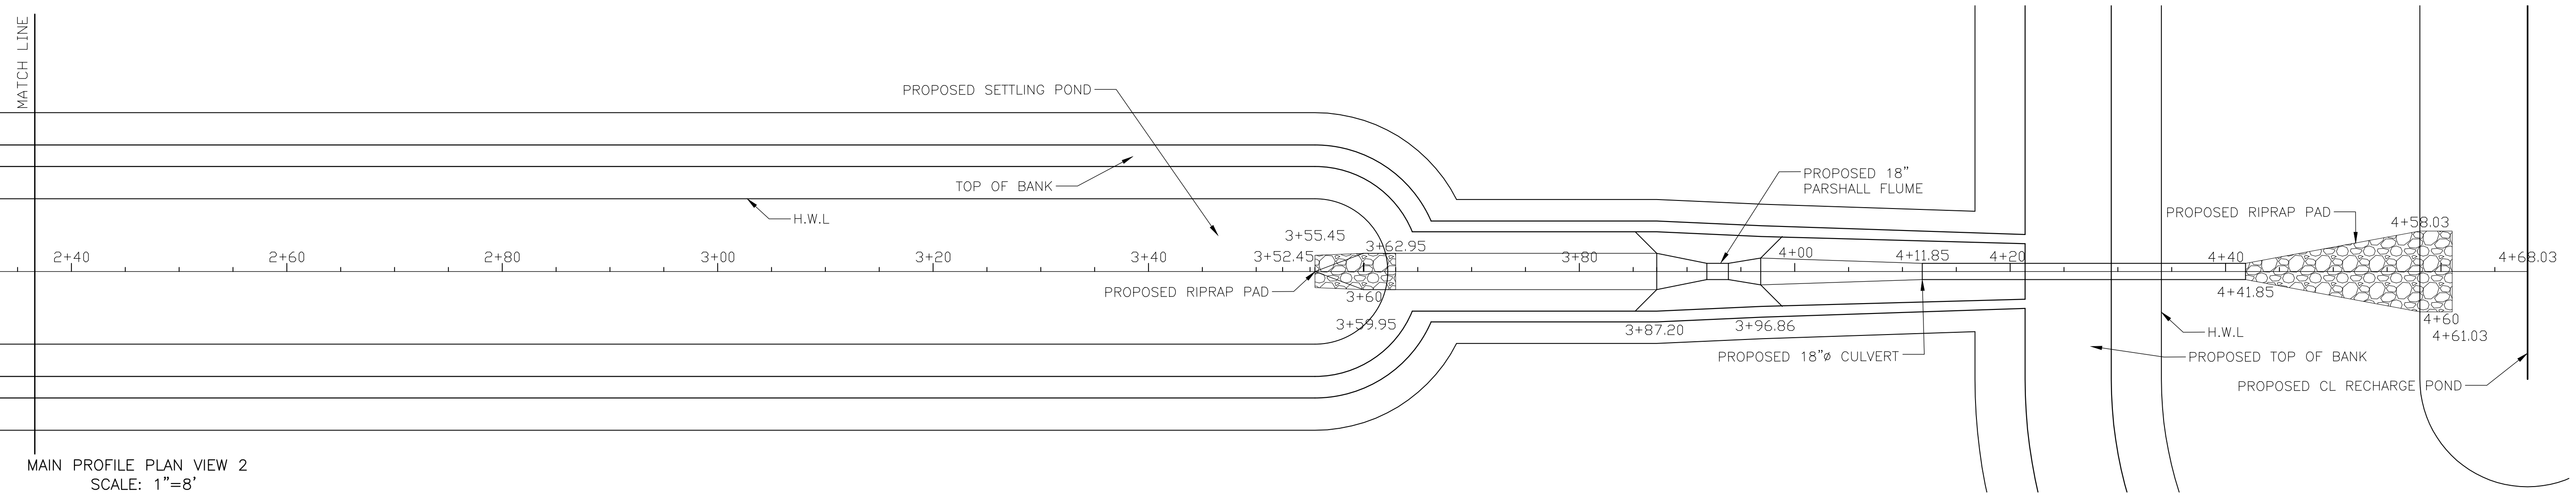 MATCH LINE
PROPOSED SETTLING POND
TOP OF BANK
H.W.L
PROPOSED 18"
PARSHALL FLUME
PROPOSED RIPRAP PAD
4+58.03
3+55.45
3+62.95
2+40
2+60
2+80
3+00
3+20
3+40
3+52.45
3+80
4+00
4+11.85
4+20
4+40
4+68.03
PROPOSED RIPRAP PAD
3+60
4+41.85
3+59.95
3+87.20
3+96.86
4+60
4+61.03
H.W.L
PROPOSED 18"ø CULVERT
PROPOSED TOP OF BANK
PROPOSED CL RECHARGE POND
MAIN PROFILE PLAN VIEW 2
SCALE: 1"=8'